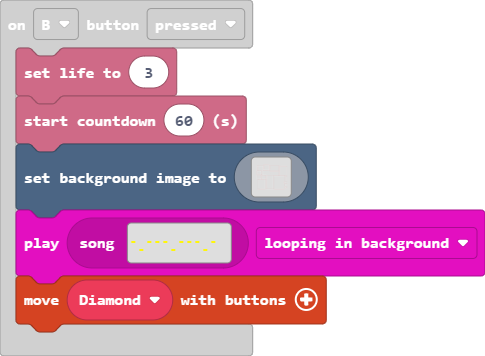 on B button pressed
set life to 3
start countdown 60 (s)
set background image to
play song looping in background
move Diamond with buttons